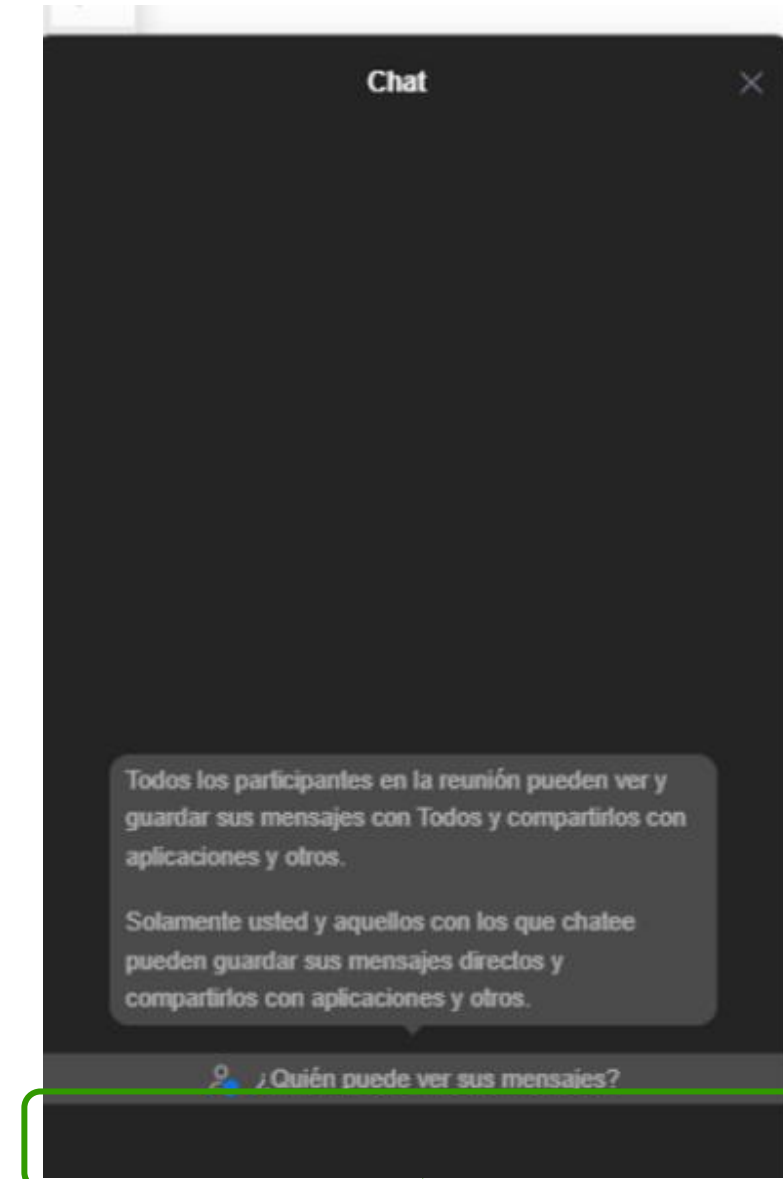 Chat
Todos los participantes en la reunión pueden ver y
guardar sus mensajes con Todos y compartirlos con
aplicaciones y otros.
Solamente usted y aquellos con los que chatee
pueden guardar sus mensajes directos y
compartirlos con aplicaciones y otros.
¿Quién puede ver sus mensajes?